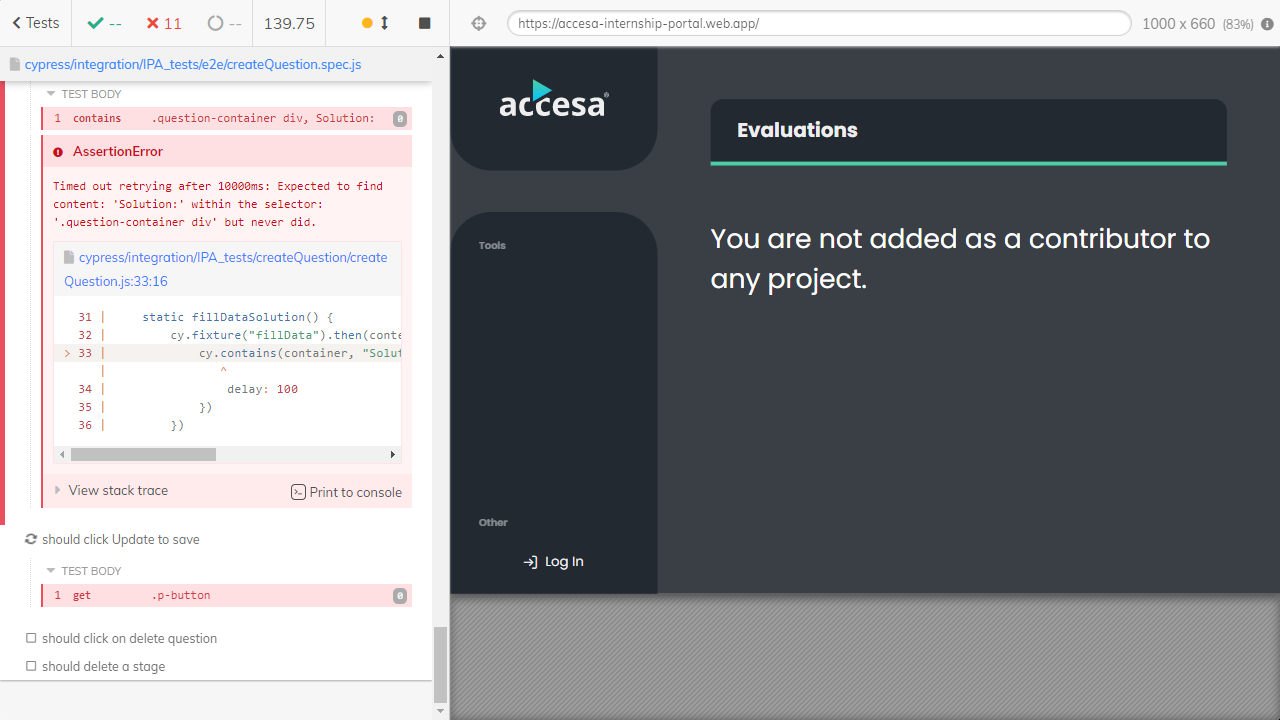 Tests
--
11
--
139.75
https://accesa-internship-portal.web.app/
1000 x 660 (83%)
cypress/integration/IPA_tests/e2e/createQuestion.spec.js
TEST BODY
1 contains .question-container div, Solution: 0
AssertionError
Timed out retrying after 10000ms: Expected to find
content: 'Solution:' within the selector:
'.question-container div' but never did.
cypress/integration/IPA_tests/createQuestion/create
Question.js:33:16
31 | static fillDataSolution() {
32 | cy.fixture("fillData").then(conte
> 33 | cy.contains(container, "Solut
| ^
34 | delay: 100
35 | })
36 | })
View stack trace
Print to console
should click Update to save
TEST BODY
1 get .p-button 0
should click on delete question
should delete a stage
accesa®
Tools
Other
Log In
Evaluations
You are not added as a contributor to
any project.